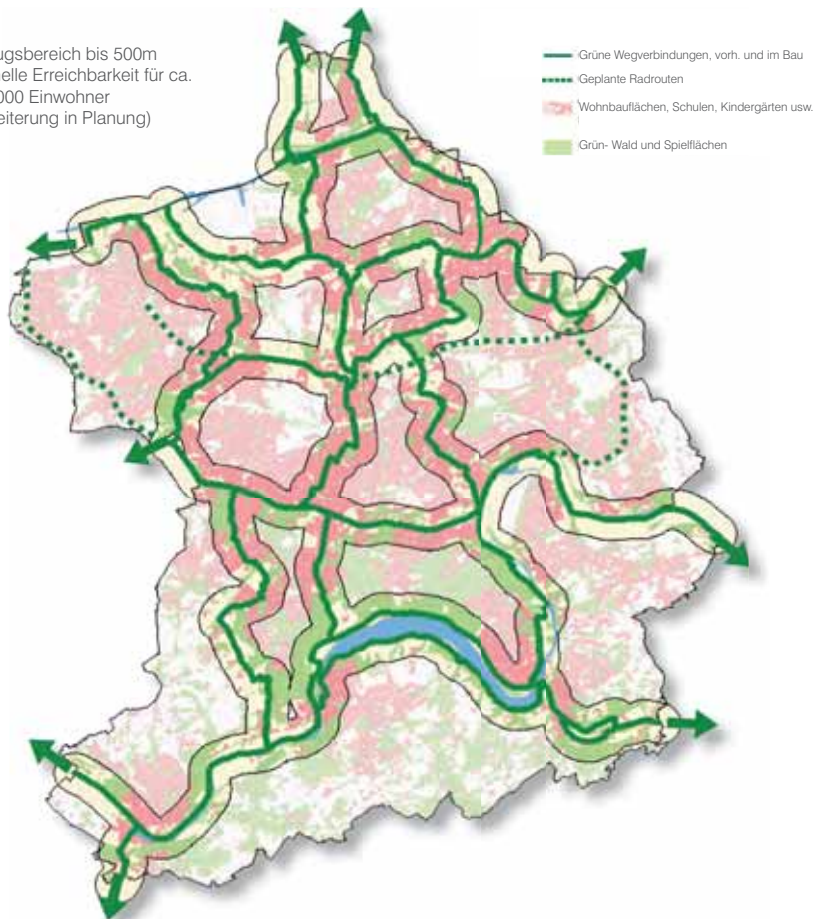 ugsbereich bis 500m
nelle Erreichbarkeit für ca.
000 Einwohner
eiterung in Planung)
Grüne Wegverbindungen, vorh. und im Bau
Geplante Radrouten
Wohnbauflächen, Schulen, Kindergärten usw.
Grün- Wald und Spielflächen